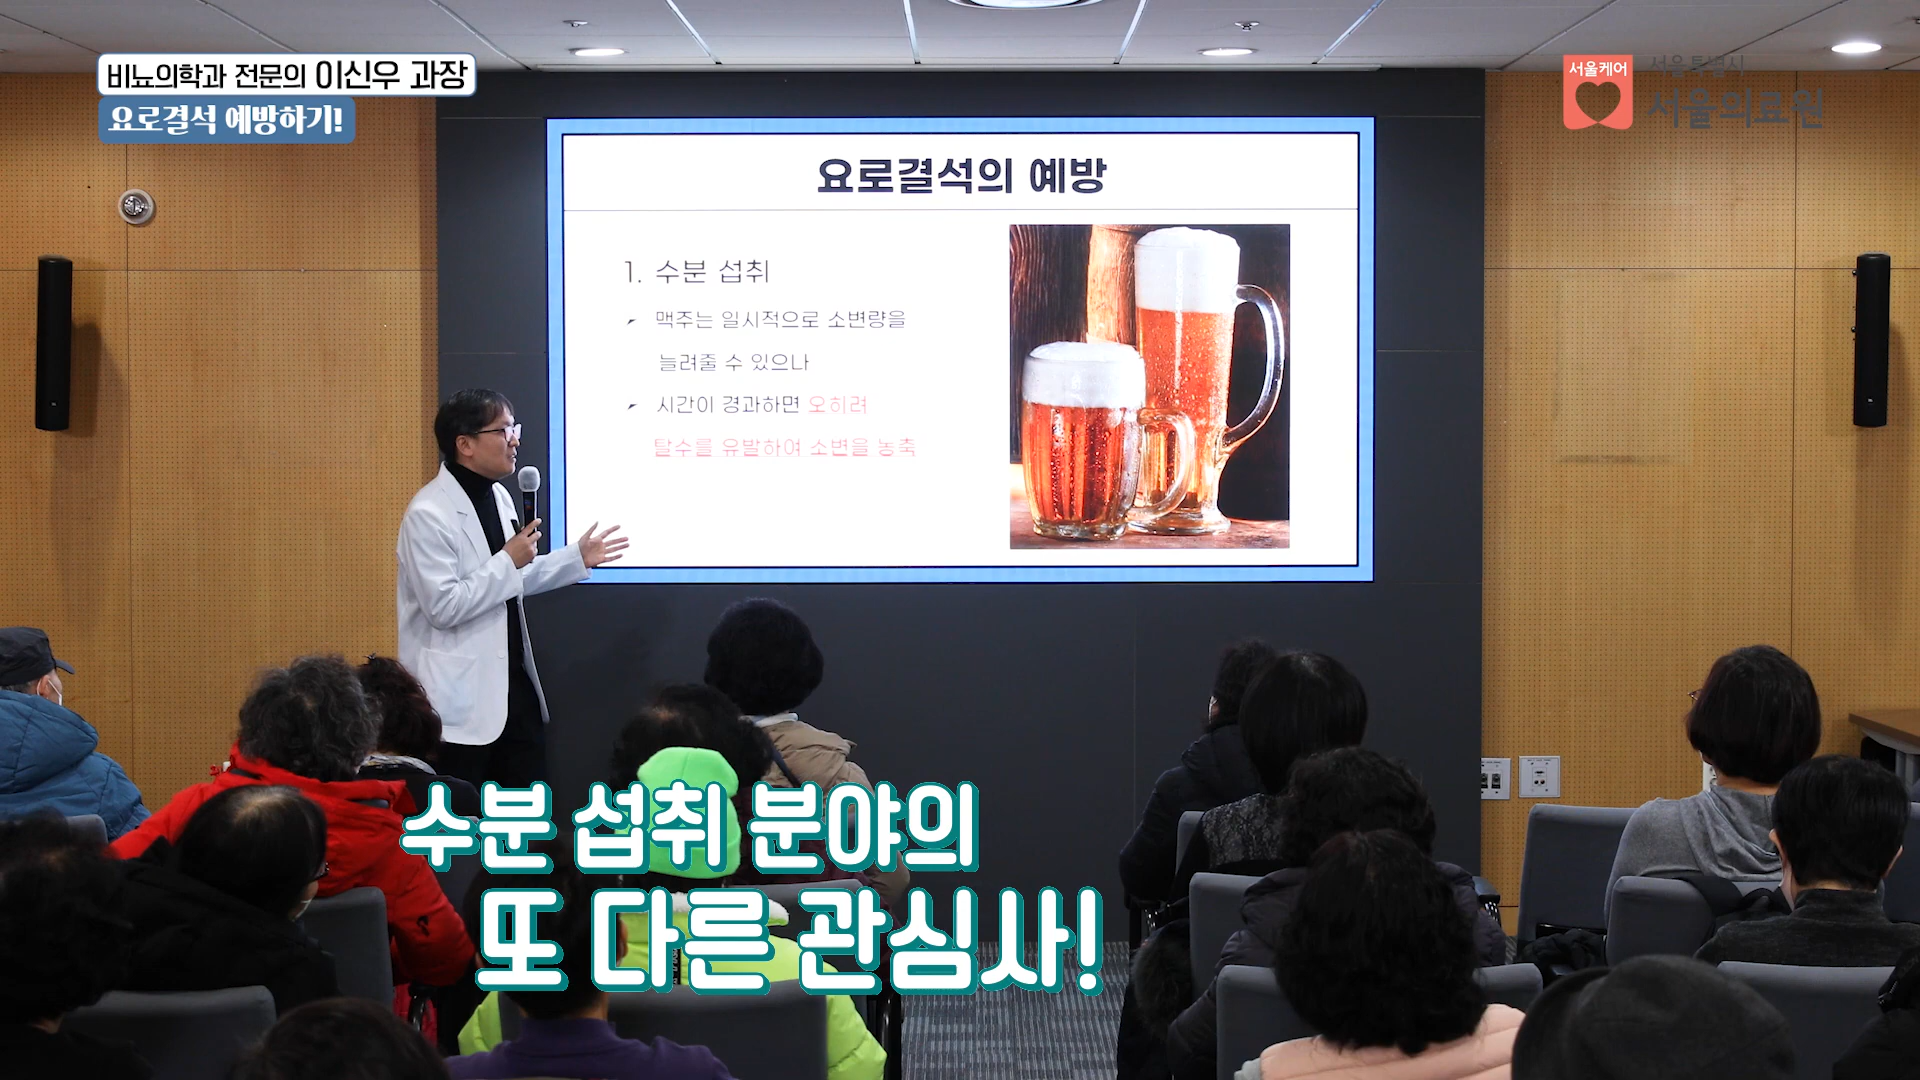 비뇨의학과 전문의 이신우 과장
요로결석 예방하기!
서울케어
서울특별시
서울의료원
요로결석의 예방
1. 수분 섭취
맥주는 일시적으로 소변량을
늘려줄 수 있으나
시간이 경과하면 오히려
탈수를 유발하여 소변을 농축
수분 섭취 분야의
또 다른 관심사!